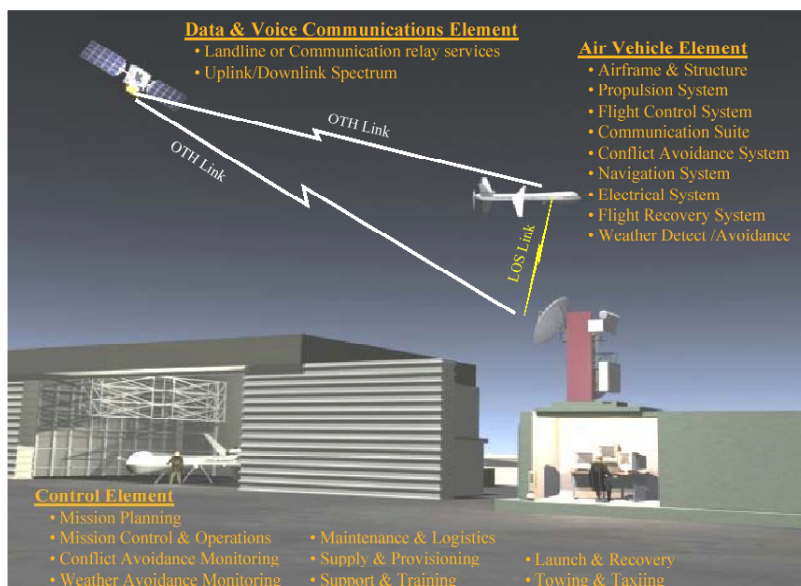 Data & Voice Communications Element
• Landline or Communication relay services
• Uplink/Downlink Spectrum
Air Vehicle Element
• Airframe & Structure
• Propulsion System
• Flight Control System
• Communication Suite
• Conflict Avoidance System
• Navigation System
• Electrical System
• Flight Recovery System
• Weather Detect /Avoidance
OTH Link
OTH Link
LOS Link
Control Element
• Mission Planning
• Mission Control & Operations
• Conflict Avoidance Monitoring
• Weather Avoidance Monitoring
• Maintenance & Logistics
• Supply & Provisioning
• Support & Training
• Launch & Recovery
• Towing & Taxiing